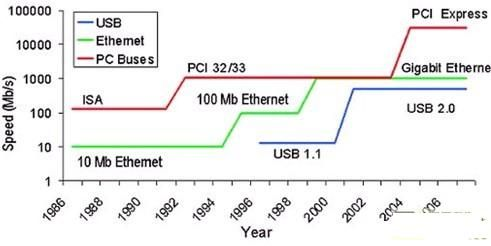 100000
10000
1000
100
10
1
Speed (Mb/s)
USB
Ethernet
PC Buses
PCI Express
PCI 32/33
Gigabit Etherne
ISA
100 Mb Ethernet
USB 2.0
10 Mb Ethernet
USB 1.1
1986
1988
1990
1992
1994
1996
1998
2000
2002
2004
2006
Year